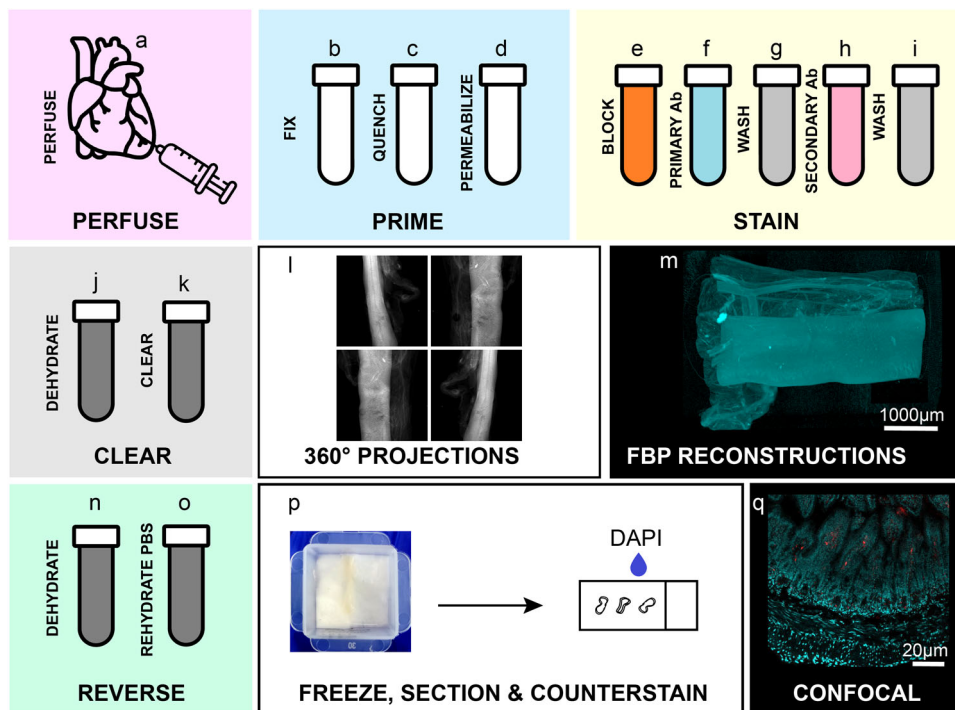 a
PERFUSE
PERFUSE
b
c
d
FIX
QUENCH
PERMEABILIZE
PRIME
e
f
g
h
i
BLOCK
PRIMARY Ab
WASH
SECONDARY Ab
WASH
STAIN
j
k
DEHYDRATE
CLEAR
CLEAR
l
360° PROJECTIONS
m
1000µm
FBP RECONSTRUCTIONS
n
o
DEHYDRATE
REHYDRATE PBS
REVERSE
p
DAPI
FREEZE, SECTION & COUNTERSTAIN
q
20µm
CONFOCAL